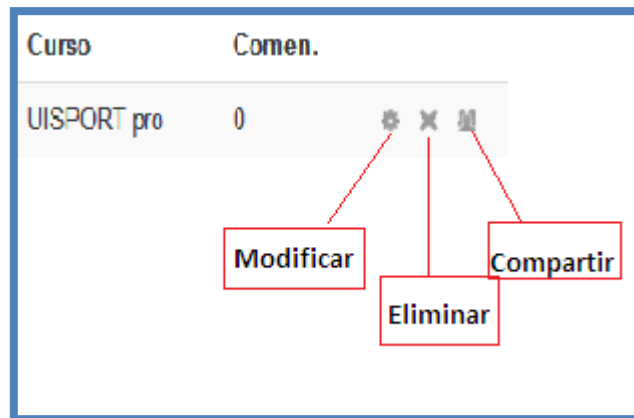 Curso Comen.
UISPORT pro 0
Modificar
Compartir
Eliminar